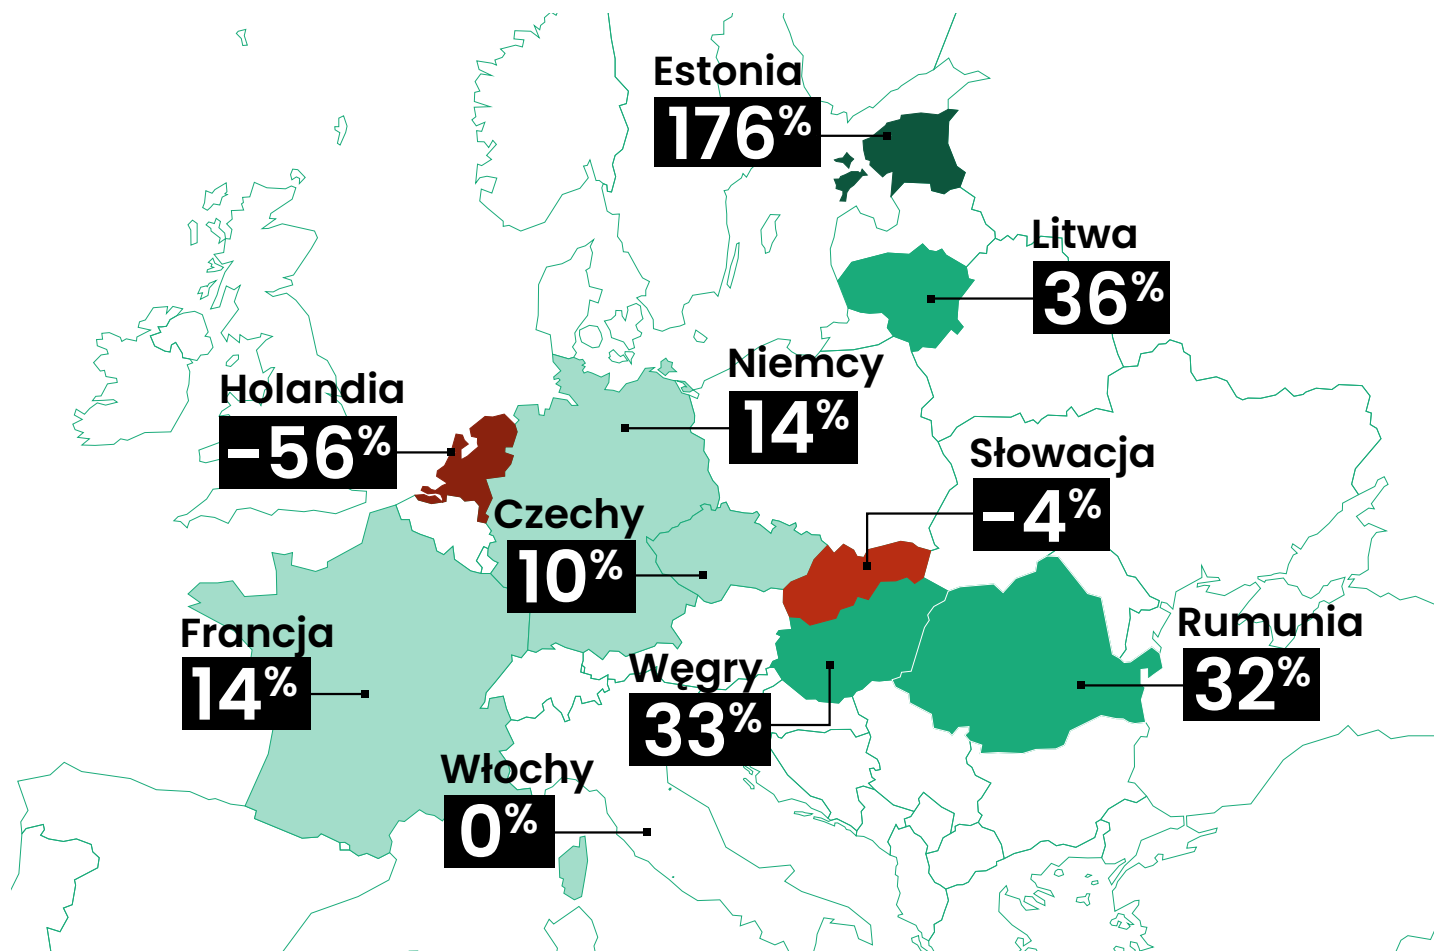 Estonia
176%
Litwa
36%
Niemcy
14%
Holandia
-56%
Słowacja
-4%
Czechy
10%
Francja
14%
Rumunia
32%
Węgry
33%
Włochy
0%